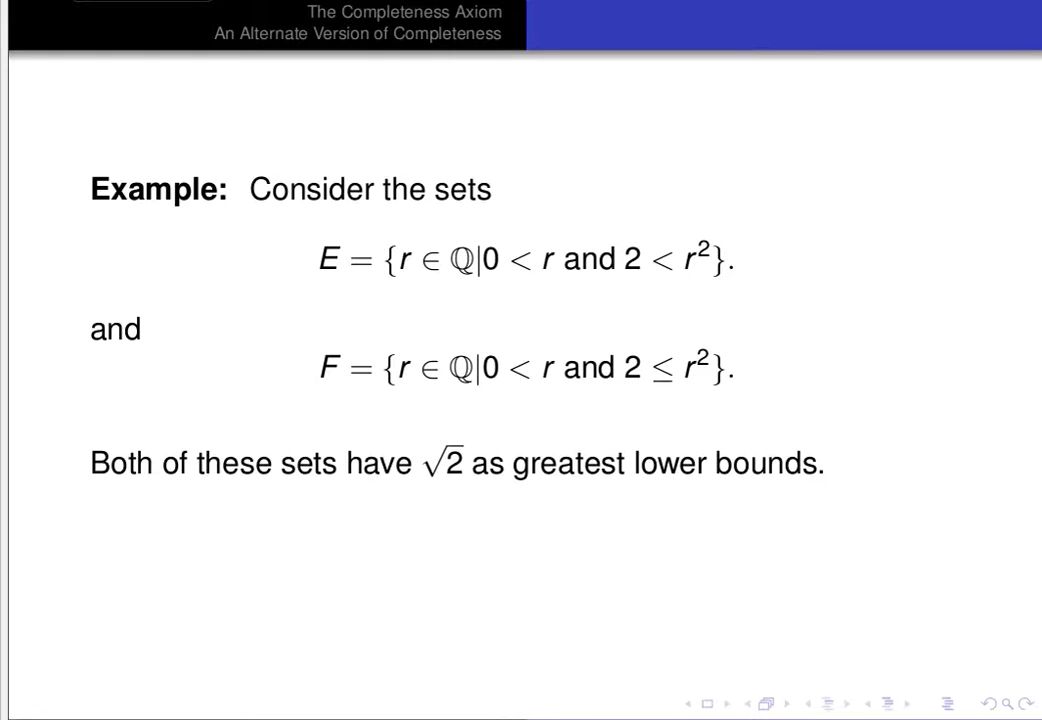 The Completeness Axiom
An Alternate Version of Completeness
Example: Consider the sets
E = {r ∈ ℚ|0 < r and 2 < r²}.
and
F = {r ∈ ℚ|0 < r and 2 ≤ r²}.
Both of these sets have √2 as greatest lower bounds.